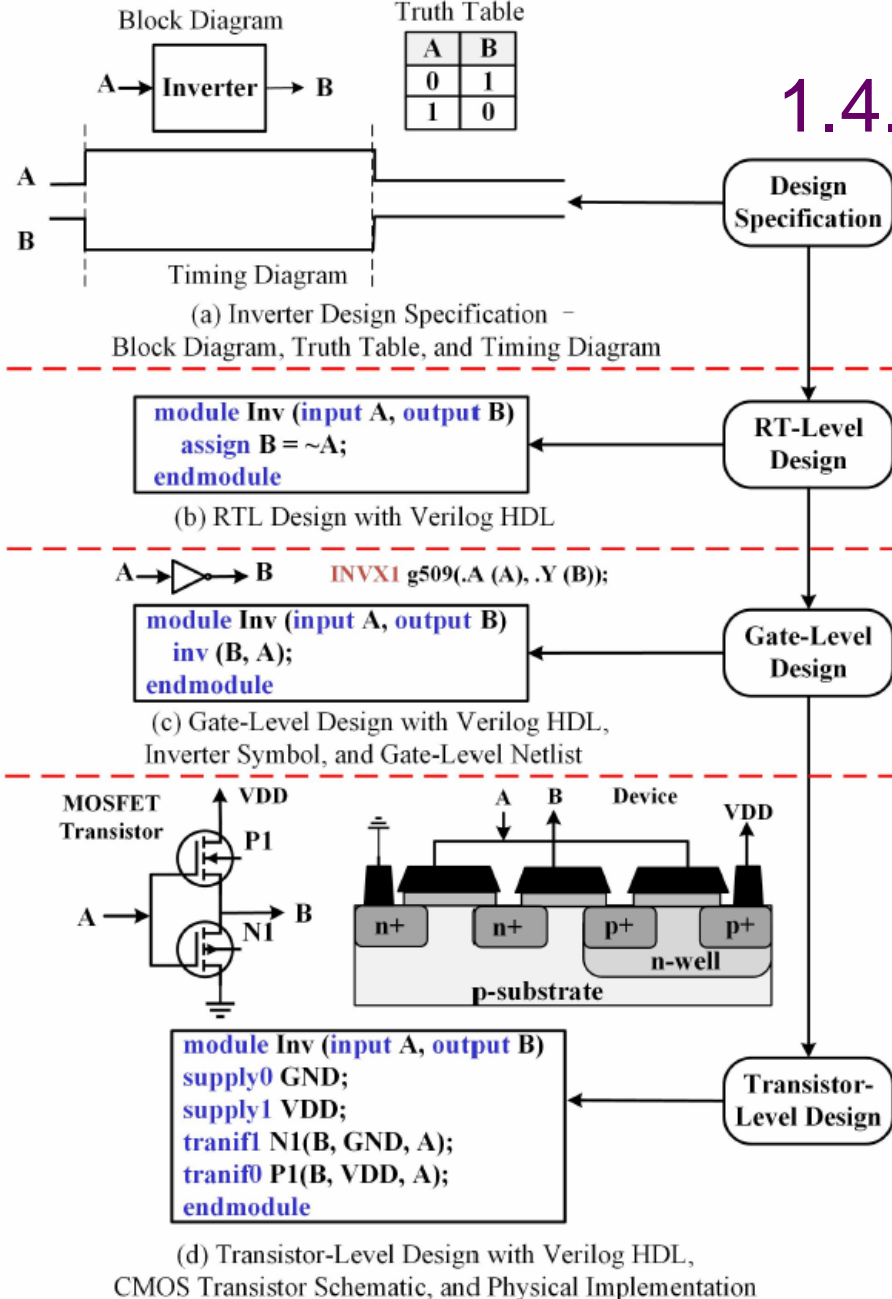 Block Diagram
Truth Table
A
Inverter
B
A B
0 1
1 0
1.4.
A
B
Timing Diagram
Design
Specification
(a) Inverter Design Specification -
Block Diagram, Truth Table, and Timing Diagram
module Inv (input A, output B)
assign B = ~A;
endmodule
RT-Level
Design
(b) RTL Design with Verilog HDL
A
B
INVX1 g509(.A (A), .Y (B));
module Inv (input A, output B)
inv (B, A);
endmodule
Gate-Level
Design
(c) Gate-Level Design with Verilog HDL,
Inverter Symbol, and Gate-Level Netlist
MOSFET
Transistor
VDD
P1
A
B
N1
A
B
Device
VDD
n+
n+
p+
p+
n-well
p-substrate
module Inv (input A, output B)
supply0 GND;
supply1 VDD;
tranif1 N1(B, GND, A);
tranif0 P1(B, VDD, A);
endmodule
Transistor-
Level Design
(d) Transistor-Level Design with Verilog HDL,
CMOS Transistor Schematic, and Physical Implementation